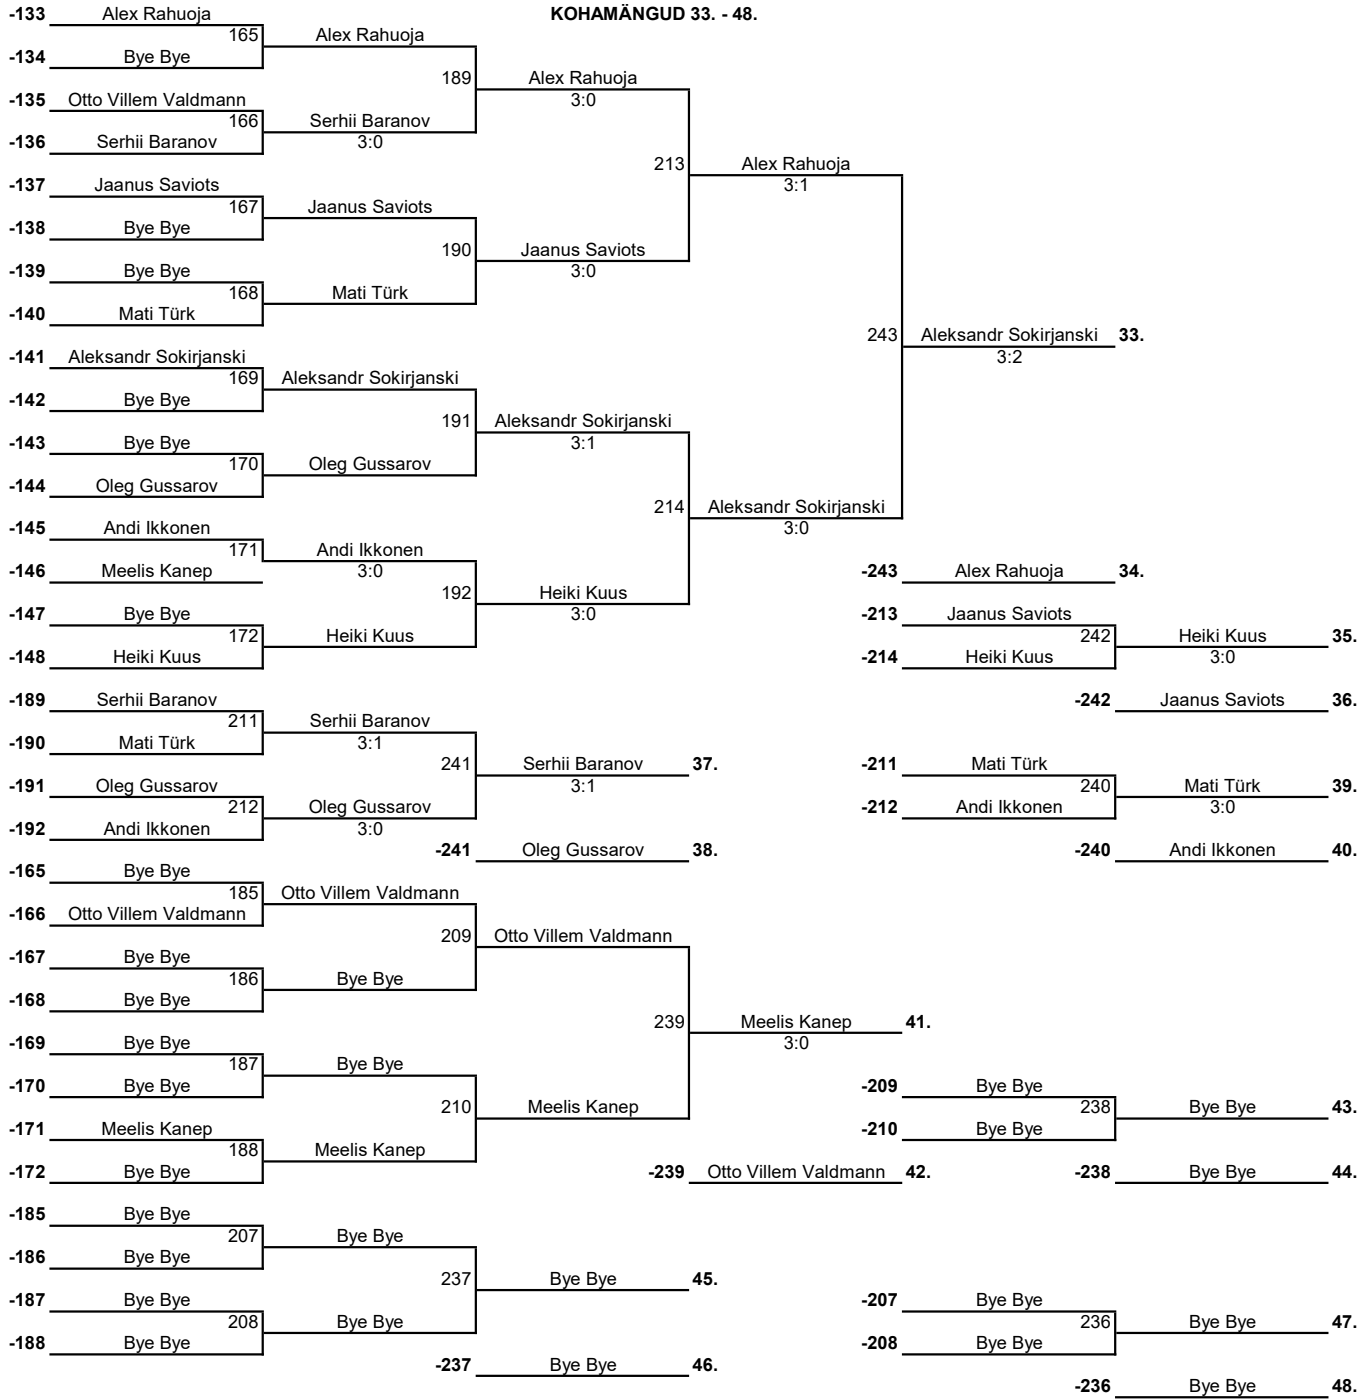 KOHAMÄNGUD 33. - 48.
-133 Alex Rahuoja
165 Alex Rahuoja
-134 Bye Bye
189 Alex Rahuoja
3:0
-135 Otto Villem Valdmann
166 Serhii Baranov
3:0
-136 Serhii Baranov
213 Alex Rahuoja
3:1
-137 Jaanus Saviots
167 Jaanus Saviots
-138 Bye Bye
190 Jaanus Saviots
3:0
-139 Bye Bye
168 Mati Türk
-140 Mati Türk
243 Aleksandr Sokirjanski 33.
3:2
-141 Aleksandr Sokirjanski
169 Aleksandr Sokirjanski
-142 Bye Bye
191 Aleksandr Sokirjanski
3:1
-143 Bye Bye
170 Oleg Gussarov
-144 Oleg Gussarov
214 Aleksandr Sokirjanski
3:0
-145 Andi Ikkonen
171 Andi Ikkonen
3:0
-146 Meelis Kanep
-243 Alex Rahuoja 34.
192 Heiki Kuus
3:0
-147 Bye Bye
172 Heiki Kuus
-148 Heiki Kuus
-213 Jaanus Saviots
242 Heiki Kuus 35.
3:0
-214 Heiki Kuus
-242 Jaanus Saviots 36.
-189 Serhii Baranov
211 Serhii Baranov
3:1
-190 Mati Türk
241 Serhii Baranov 37.
3:1
-191 Oleg Gussarov
212 Oleg Gussarov
3:0
-192 Andi Ikkonen
-241 Oleg Gussarov 38.
-211 Mati Türk
240 Mati Türk 39.
3:0
-212 Andi Ikkonen
-240 Andi Ikkonen 40.
-165 Bye Bye
185 Otto Villem Valdmann
-166 Otto Villem Valdmann
209 Otto Villem Valdmann
-167 Bye Bye
186 Bye Bye
-168 Bye Bye
239 Meelis Kanep 41.
3:0
-169 Bye Bye
187 Bye Bye
-170 Bye Bye
210 Meelis Kanep
-171 Meelis Kanep
188 Meelis Kanep
-172 Bye Bye
-239 Otto Villem Valdmann 42.
-209 Bye Bye
238 Bye Bye 43.
-210 Bye Bye
-238 Bye Bye 44.
-185 Bye Bye
207 Bye Bye
-186 Bye Bye
237 Bye Bye 45.
-187 Bye Bye
208 Bye Bye
-188 Bye Bye
-237 Bye Bye 46.
-207 Bye Bye
236 Bye Bye 47.
-208 Bye Bye
-236 Bye Bye 48.